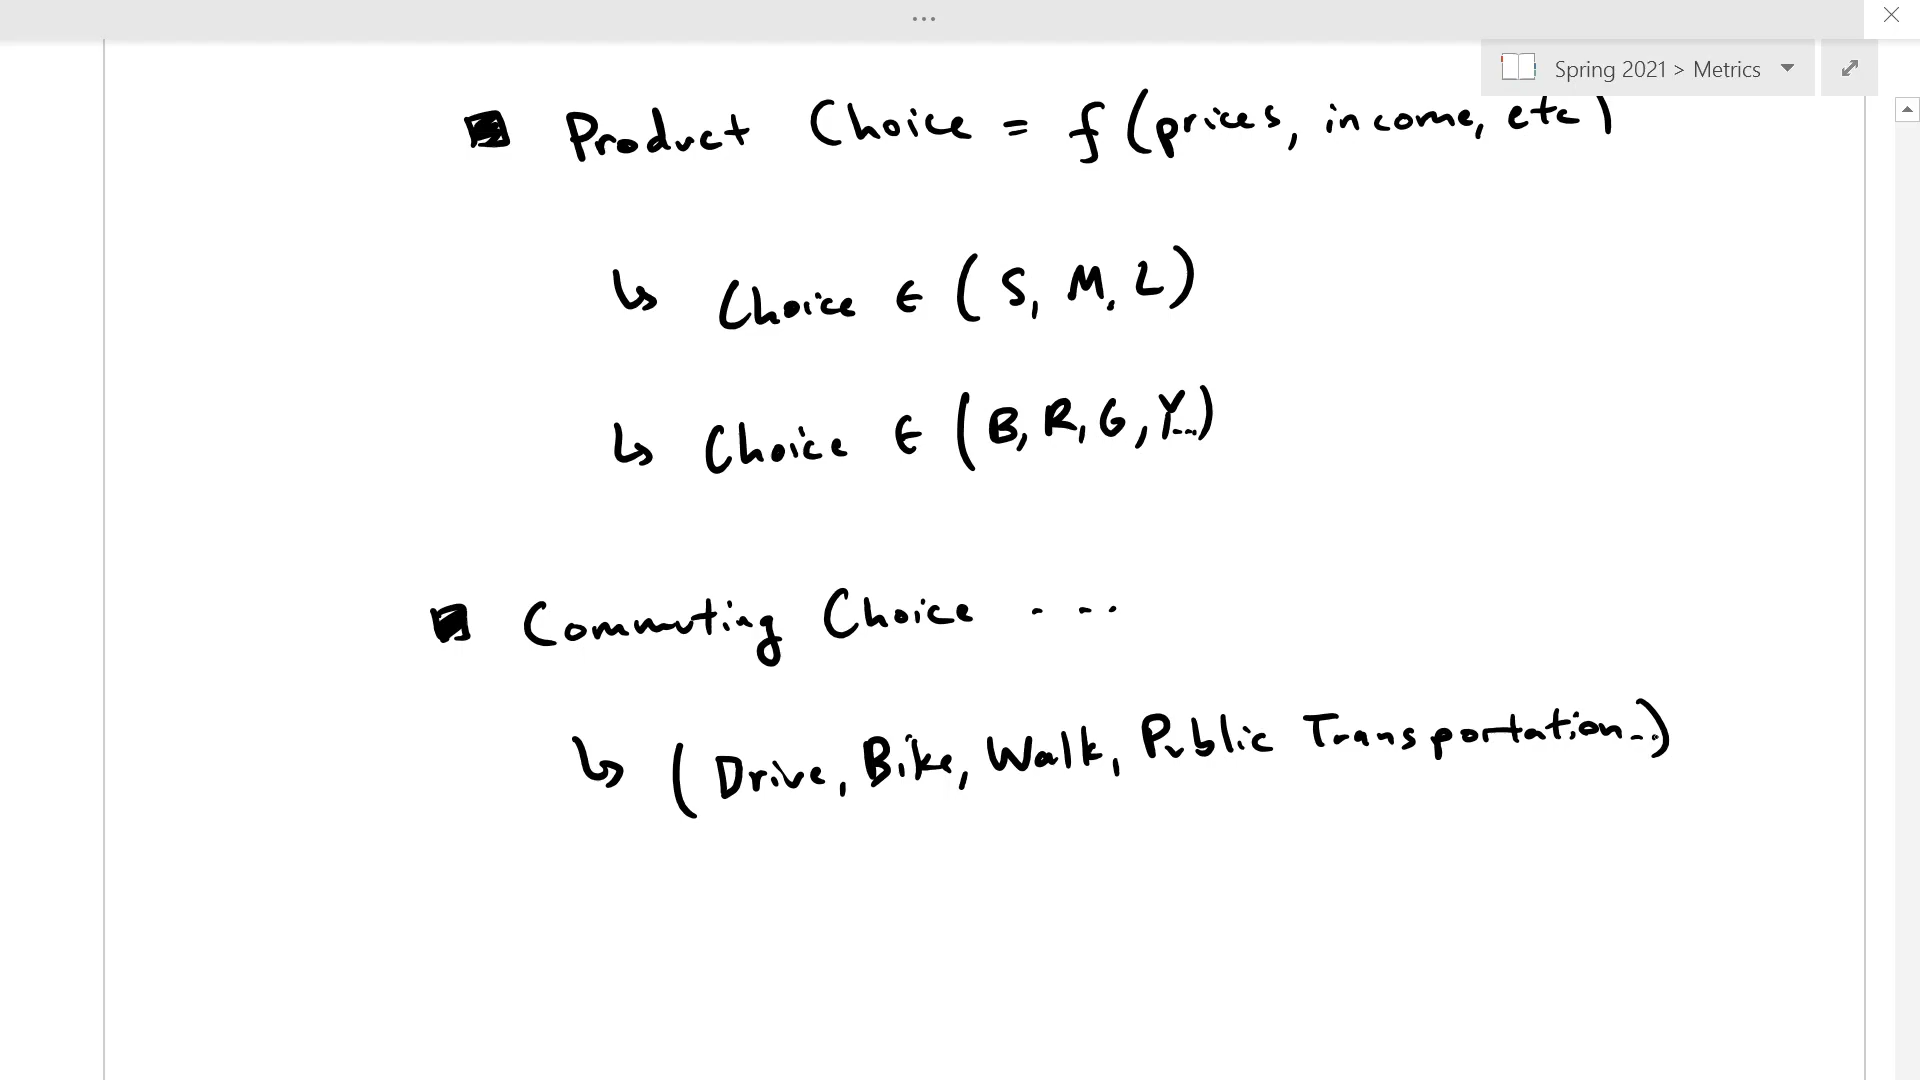 ...
Spring 2021 > Metrics
Product Choice = f (prices, income, etc)
↳ Choice ∈ (S, M, L)
↳ Choice ∈ (B, R, G, Y...)
Commuting Choice ...
↳ (Drive, Bike, Walk, Public Transportation...)